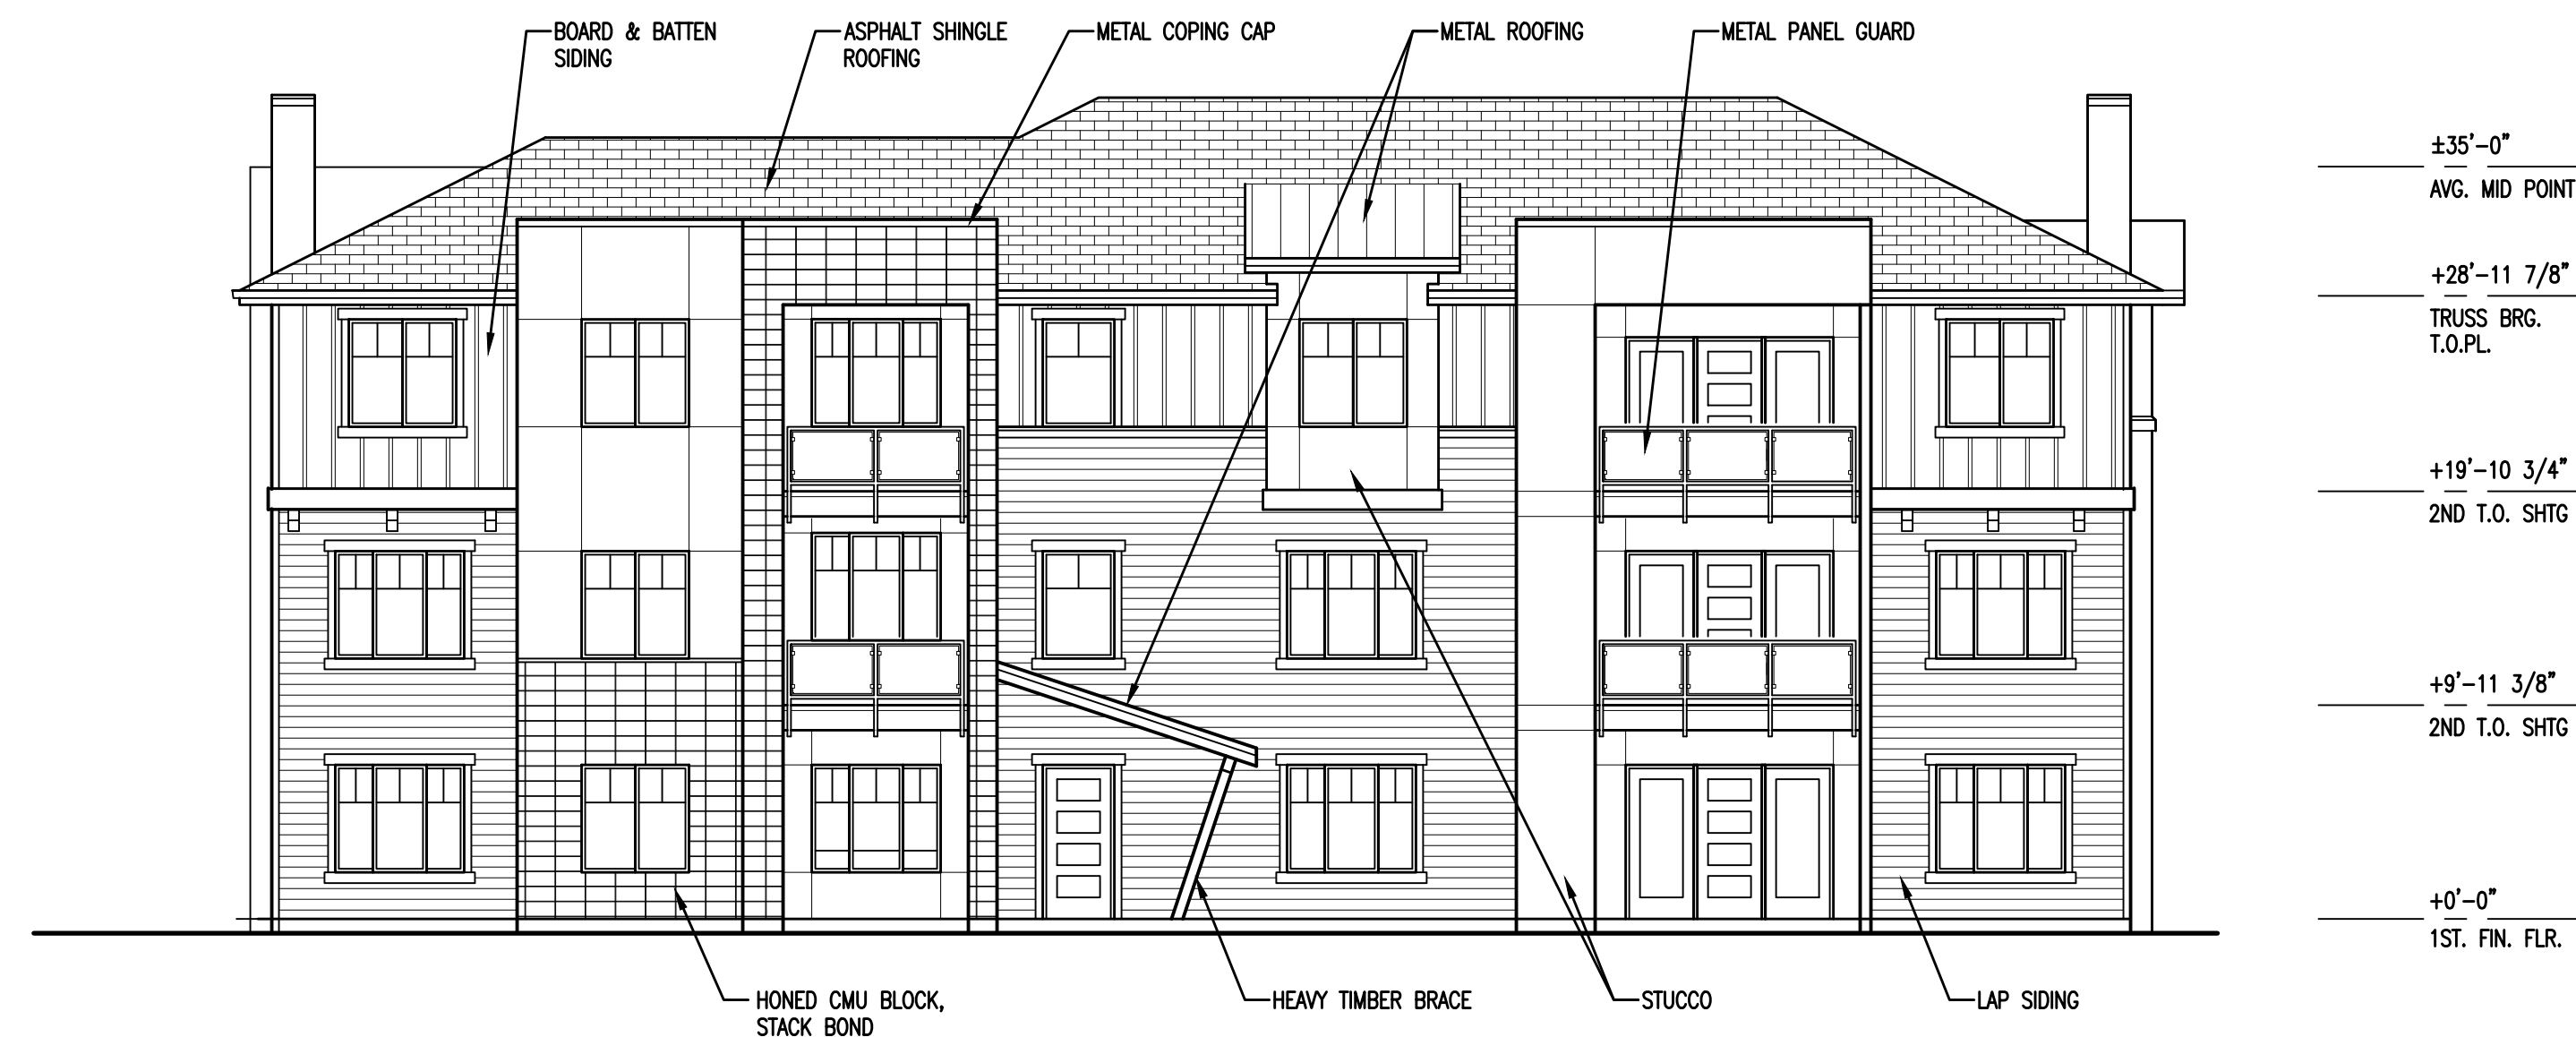 BOARD & BATTEN
SIDING
ASPHALT SHINGLE
ROOFING
METAL COPING CAP
METAL ROOFING
METAL PANEL GUARD
±35'-0"
AVG. MID POINT
+28'-11 7/8"
TRUSS BRG.
T.O.PL.
+19'-10 3/4"
2ND T.O. SHTG
+9'-11 3/8"
2ND T.O. SHTG
+0'-0"
1ST. FIN. FLR.
HONED CMU BLOCK,
STACK BOND
HEAVY TIMBER BRACE
STUCCO
LAP SIDING